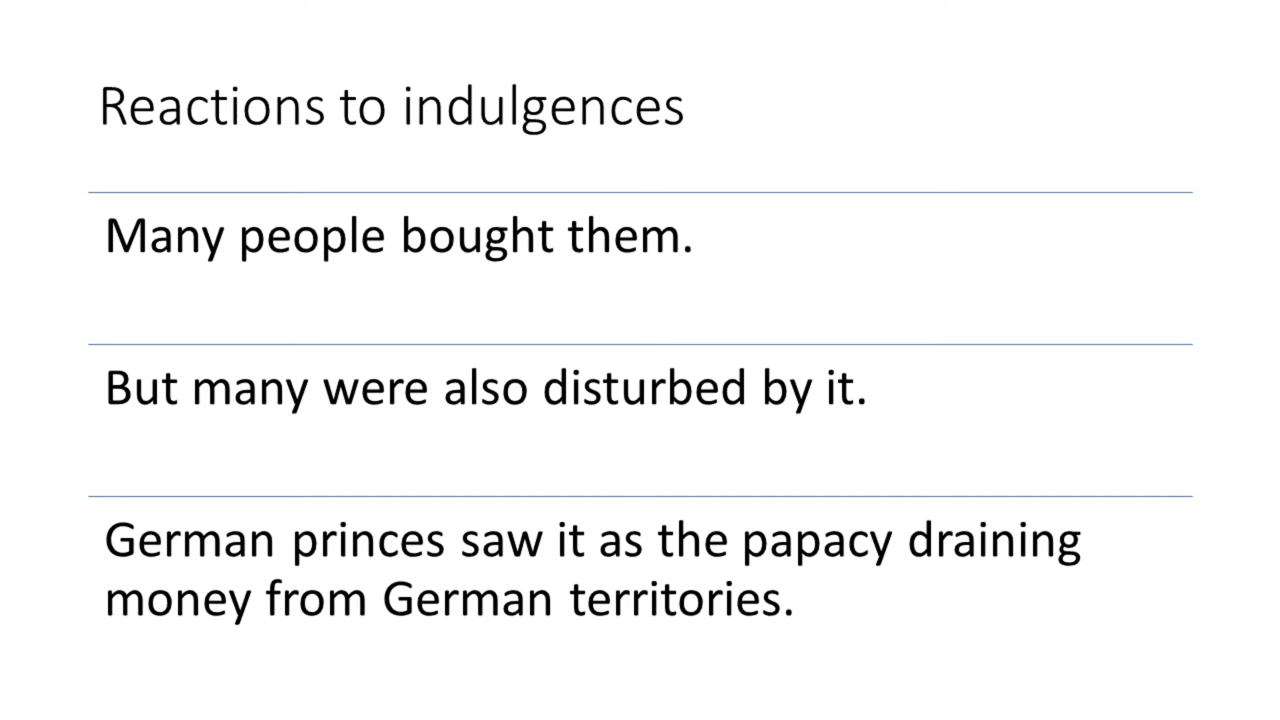 Reactions to indulgences
Many people bought them.
But many were also disturbed by it.
German princes saw it as the papacy draining
money from German territories.